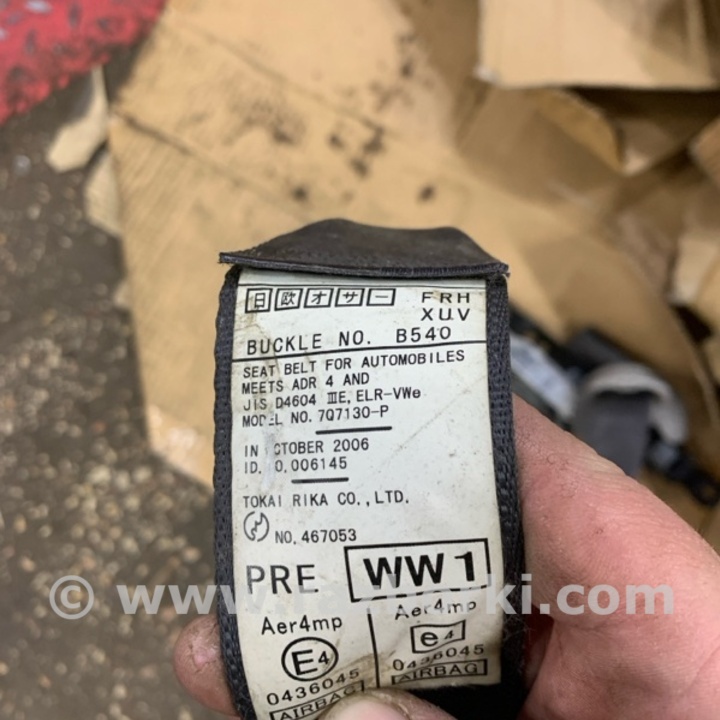 日 欧 オ サ ー FRH
XUV
BUCKLE NO. B540
SEAT BELT FOR AUTOMOBILES
MEETS ADR 4 AND
JIS D4604 ⅢE, ELR-VWe
MODEL NO. 7Q7130-P
IN OCTOBER 2006
ID. 0.006145
TOKAI RIKA CO., LTD.
NO. 467053
PRE WW1
Aer4mp Aer4mp
E4 e4
0436045 0436045
AIRBAG AIRBAG
© www.
.com